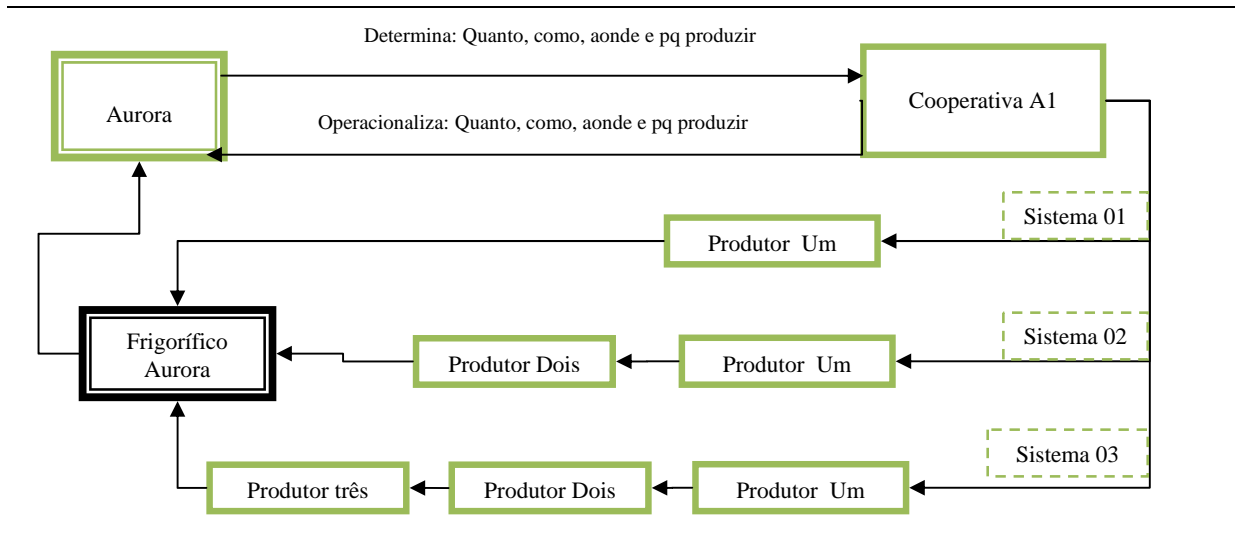 Determina: Quanto, como, aonde e pq produzir
Aurora
Cooperativa A1
Operacionaliza: Quanto, como, aonde e pq produzir
Sistema 01
Produtor Um
Frigorífico
Aurora
Sistema 02
Produtor Dois
Produtor Um
Sistema 03
Produtor três
Produtor Dois
Produtor Um